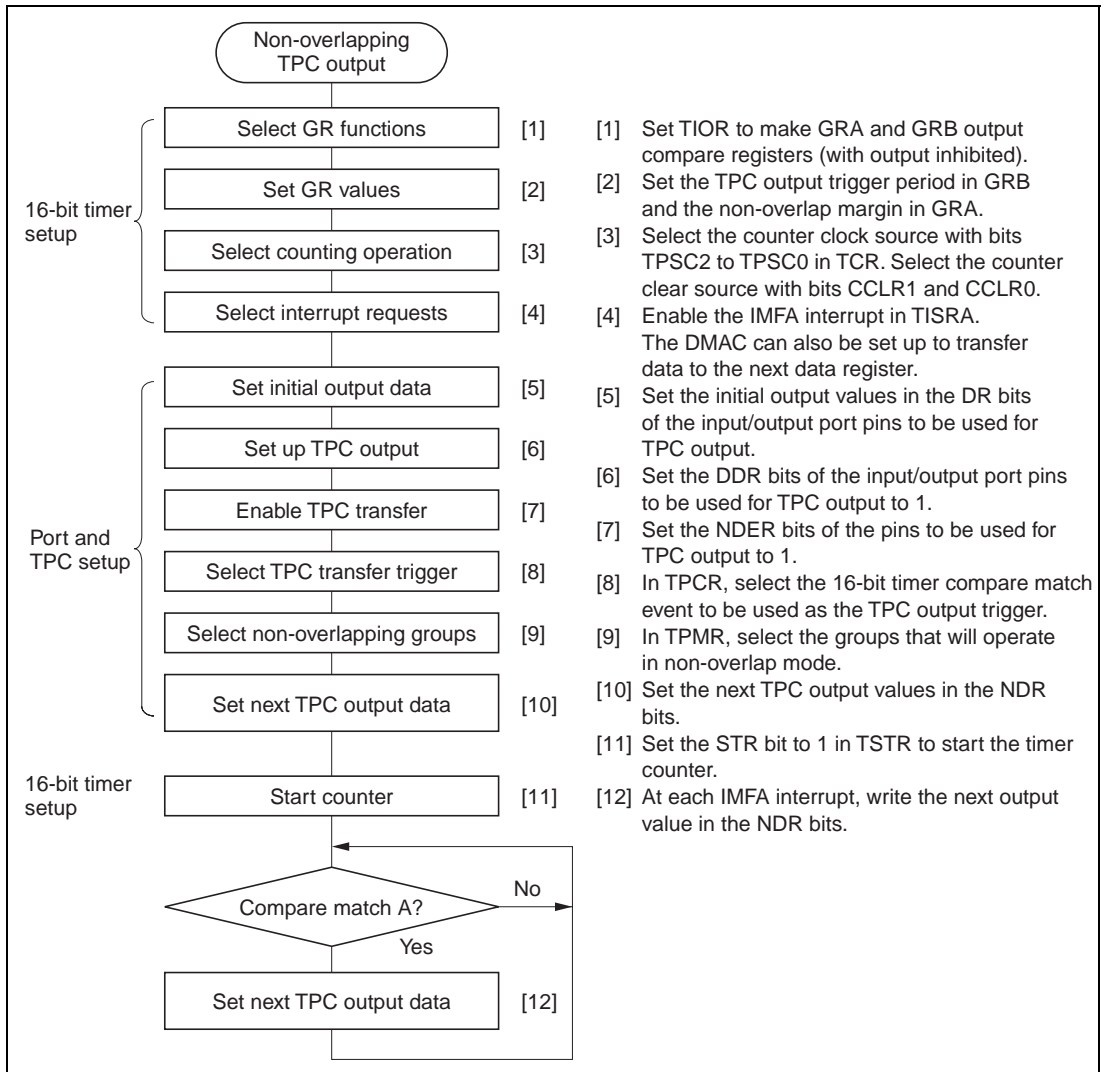 Non-overlapping
TPC output
16-bit timer
setup
Select GR functions [1]
Set GR values [2]
Select counting operation [3]
Select interrupt requests [4]
Port and
TPC setup
Set initial output data [5]
Set up TPC output [6]
Enable TPC transfer [7]
Select TPC transfer trigger [8]
Select non-overlapping groups [9]
Set next TPC output data [10]
16-bit timer
setup
Start counter [11]
Compare match A?
No
Yes
Set next TPC output data [12]
[1] Set TIOR to make GRA and GRB output
compare registers (with output inhibited).
[2] Set the TPC output trigger period in GRB
and the non-overlap margin in GRA.
[3] Select the counter clock source with bits
TPSC2 to TPSC0 in TCR. Select the counter
clear source with bits CCLR1 and CCLR0.
[4] Enable the IMFA interrupt in TISRA.
The DMAC can also be set up to transfer
data to the next data register.
[5] Set the initial output values in the DR bits
of the input/output port pins to be used for
TPC output.
[6] Set the DDR bits of the input/output port pins
to be used for TPC output to 1.
[7] Set the NDER bits of the pins to be used for
TPC output to 1.
[8] In TPCR, select the 16-bit timer compare match
event to be used as the TPC output trigger.
[9] In TPMR, select the groups that will operate
in non-overlap mode.
[10] Set the next TPC output values in the NDR
bits.
[11] Set the STR bit to 1 in TSTR to start the timer
counter.
[12] At each IMFA interrupt, write the next output
value in the NDR bits.